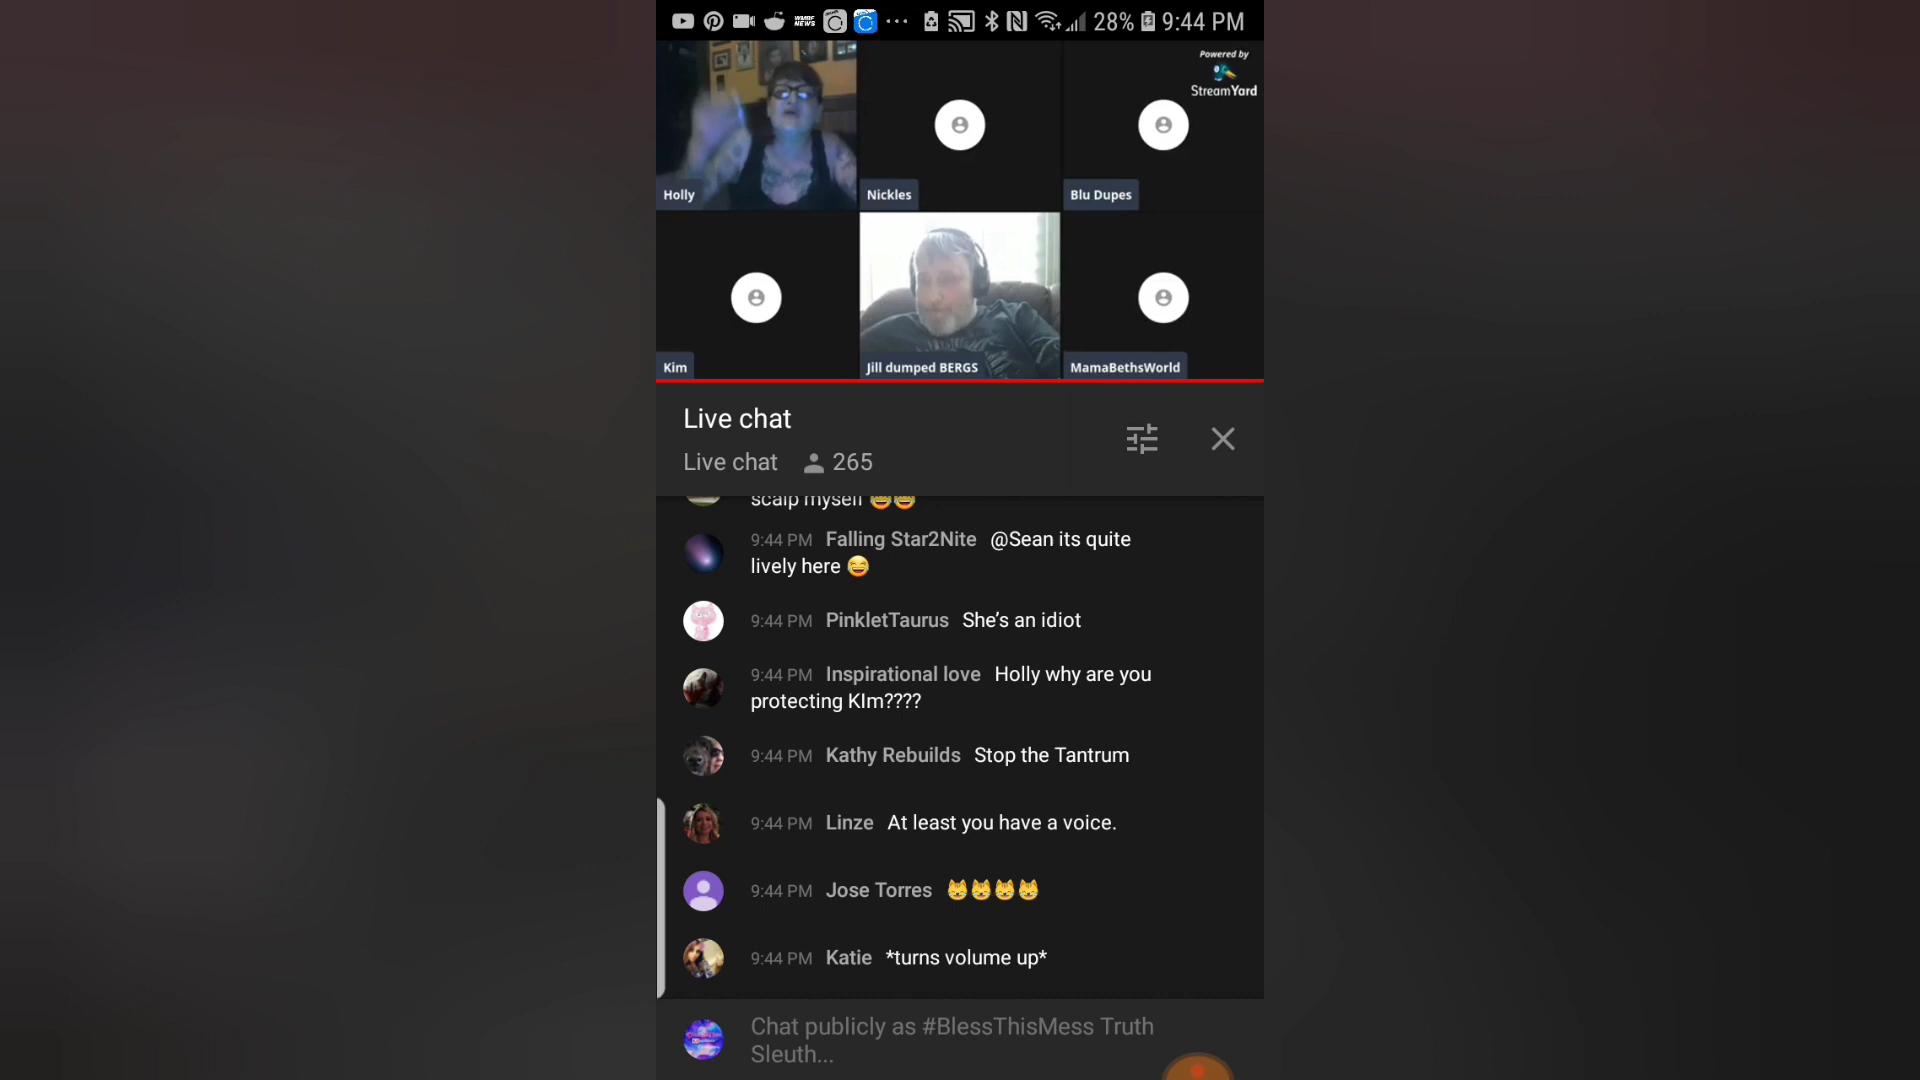 28% 9:44 PM
Powered by
StreamYard
Holly
Nickles
Blu Dupes
Kim
Jill dumped BERGS
MamaBethsWorld
Live chat
Live chat 265
scalp myself 😅😅
9:44 PM Falling Star2Nite @Sean its quite
lively here 😅
9:44 PM PinkletTaurus She’s an idiot
9:44 PM Inspirational love Holly why are you
protecting KIm????
9:44 PM Kathy Rebuilds Stop the Tantrum
9:44 PM Linze At least you have a voice.
9:44 PM Jose Torres 😸😸😸😸
9:44 PM Katie *turns volume up*
Chat publicly as #BlessThisMess Truth
Sleuth...